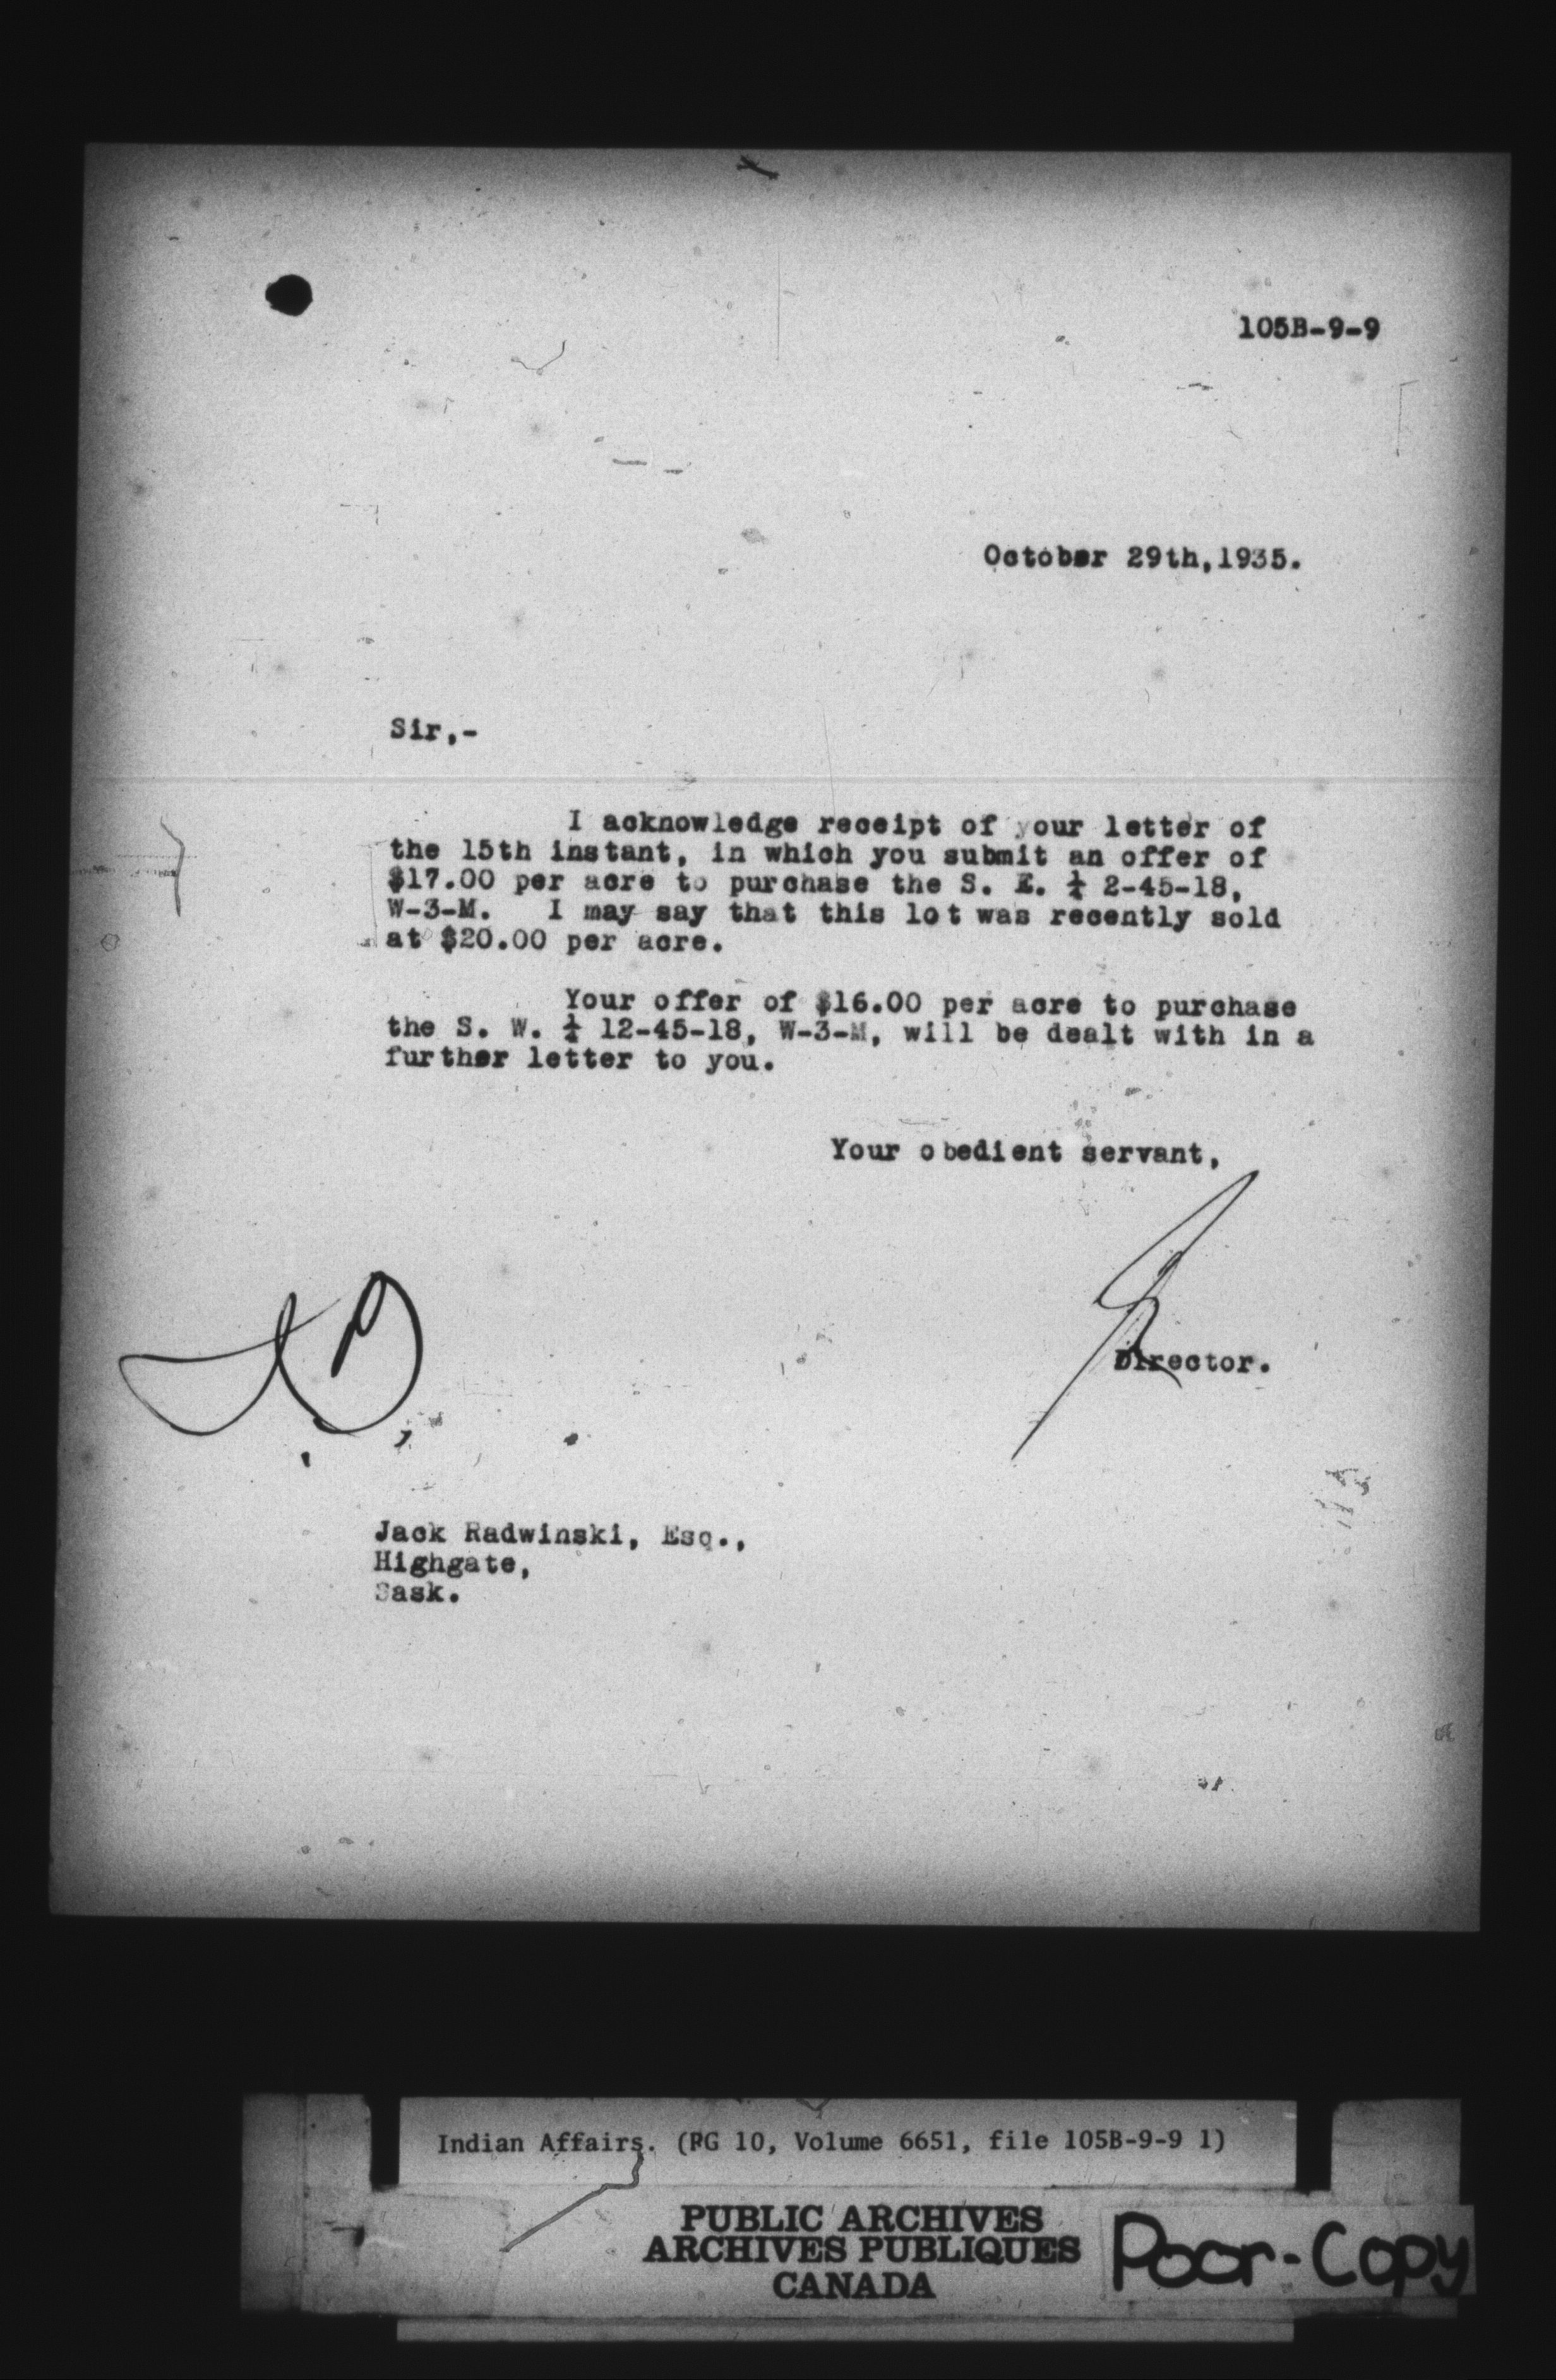 105B-9-9
October 29th,1935.
Sir,-
I acknowledge receipt of your letter of
the 15th instant, in which you submit an offer of
$17.00 per acre to purchase the S. E. ¼ 2-45-18,
W-3-M. I may say that this lot was recently sold
at $20.00 per acre.
Your offer of $16.00 per acre to purchase
the S. W. ¼ 12-45-18, W-3-M, will be dealt with in a
further letter to you.
Your obedient servant,
Director.
Jack Radwinski, Esq.,
Highgate,
Sask.
Indian Affairs. (RG 10, Volume 6651, file 105B-9-9 1)
PUBLIC ARCHIVES
ARCHIVES PUBLIQUES
CANADA
Poor-Copy